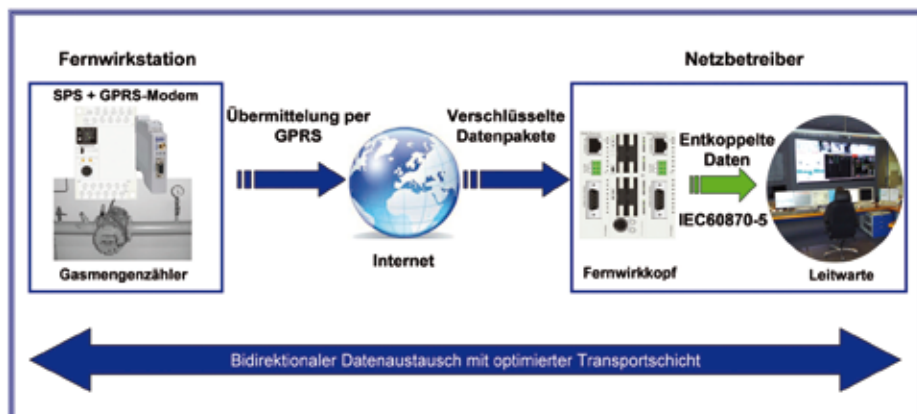 Fernwirkstation
SPS + GPRS-Modem
Gasmengenzähler
Übermittelung per
GPRS
Internet
Verschlüsselte
Datenpakete
Netzbetreiber
Entkoppelte
Daten
IEC60870-5
Fernwirkkopf
Leitwarte
Bidirektionaler Datenaustausch mit optimierter Transportschicht